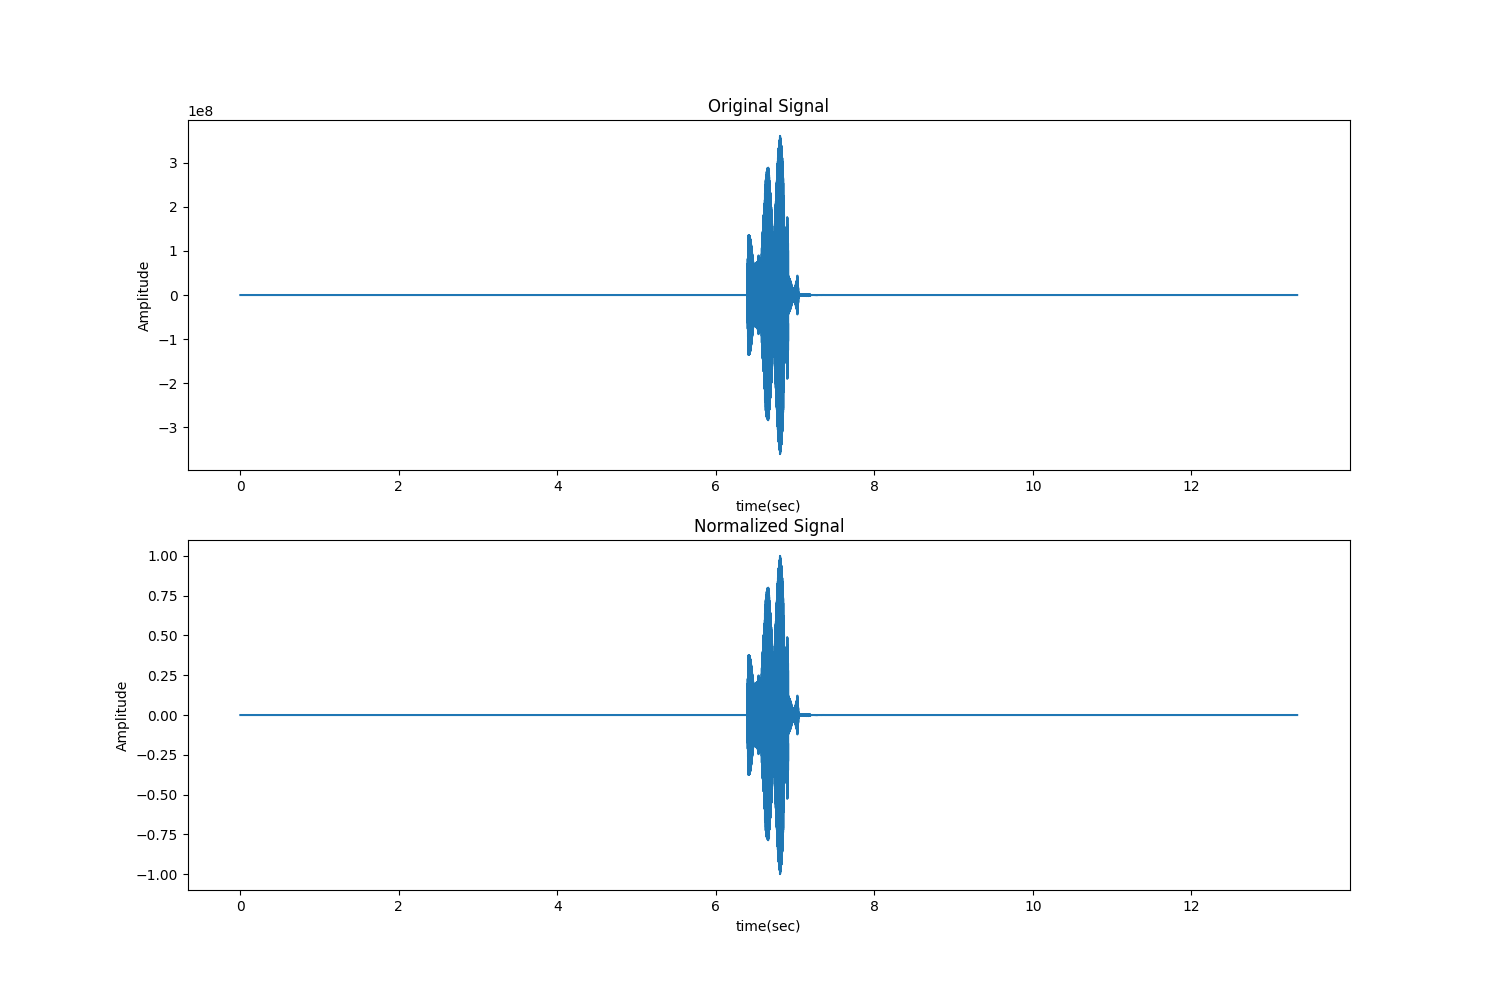 Original Signal
1e8
3
2
1
0
−1
−2
−3
Amplitude
0 2 4 6 8 10 12
time(sec)
Normalized Signal
1.00
0.75
0.50
0.25
0.00
−0.25
−0.50
−0.75
−1.00
Amplitude
0 2 4 6 8 10 12
time(sec)